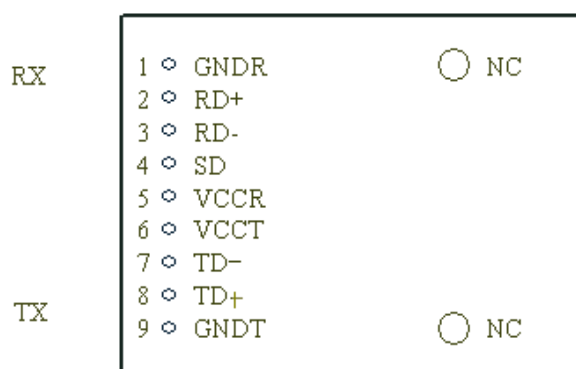 1 GNDR NC
RX
2 RD+
3 RD-
4 SD
5 VCCR
6 VCCT
7 TD-
8 TD+
TX
9 GNDT NC